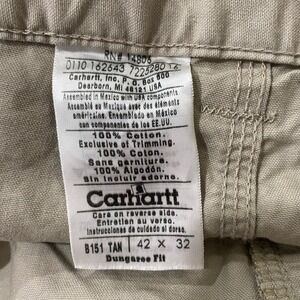 RN# 14806
0110 162643 7225280
Carhartt, Inc. P.O. Box 600
Dearborn, MI 48121 USA
Assembled in Mexico with USA components
Assemblé au Mexique avec des éléments
américains. Ensamblado en México
con componentes de los EE.UU.
100% Cotton.
Exclusive of Trimming.
100% Coton.
Sans garniture.
100% Algodón.
Sin incluir adorno.
Carhartt
Care on reverse side.
Entretien au verso.
Instrucciones de cuidado al dorso.
B151 TAN 42 X 32
Dungaree Fit